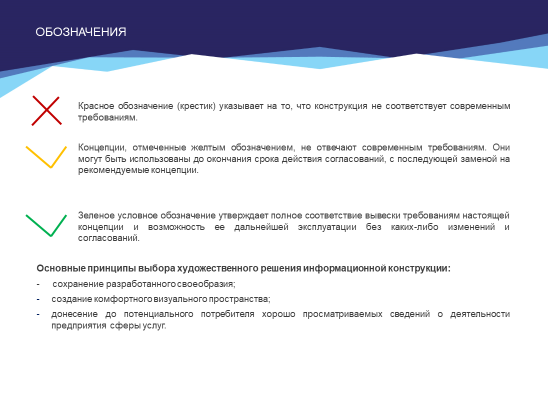 ОБОЗНАЧЕНИЯ
Красное обозначение (крестик) указывает на то, что конструкция не соответствует современным
требованиям.
Концепции, отмеченные желтым обозначением, не отвечают современным требованиям. Они
могут быть использованы до окончания срока действия согласований, с последующей заменой на
рекомендуемые концепции.
Зеленое условное обозначение утверждает полное соответствие вывески требованиям настоящей
концепции и возможность ее дальнейшей эксплуатации без каких-либо изменений и
согласований.
Основные принципы выбора художественного решения информационной конструкции:
- сохранение разработанного своеобразия;
- создание комфортного визуального пространства;
- донесение до потенциального потребителя хорошо просматриваемых сведений о деятельности
предприятия сферы услуг.